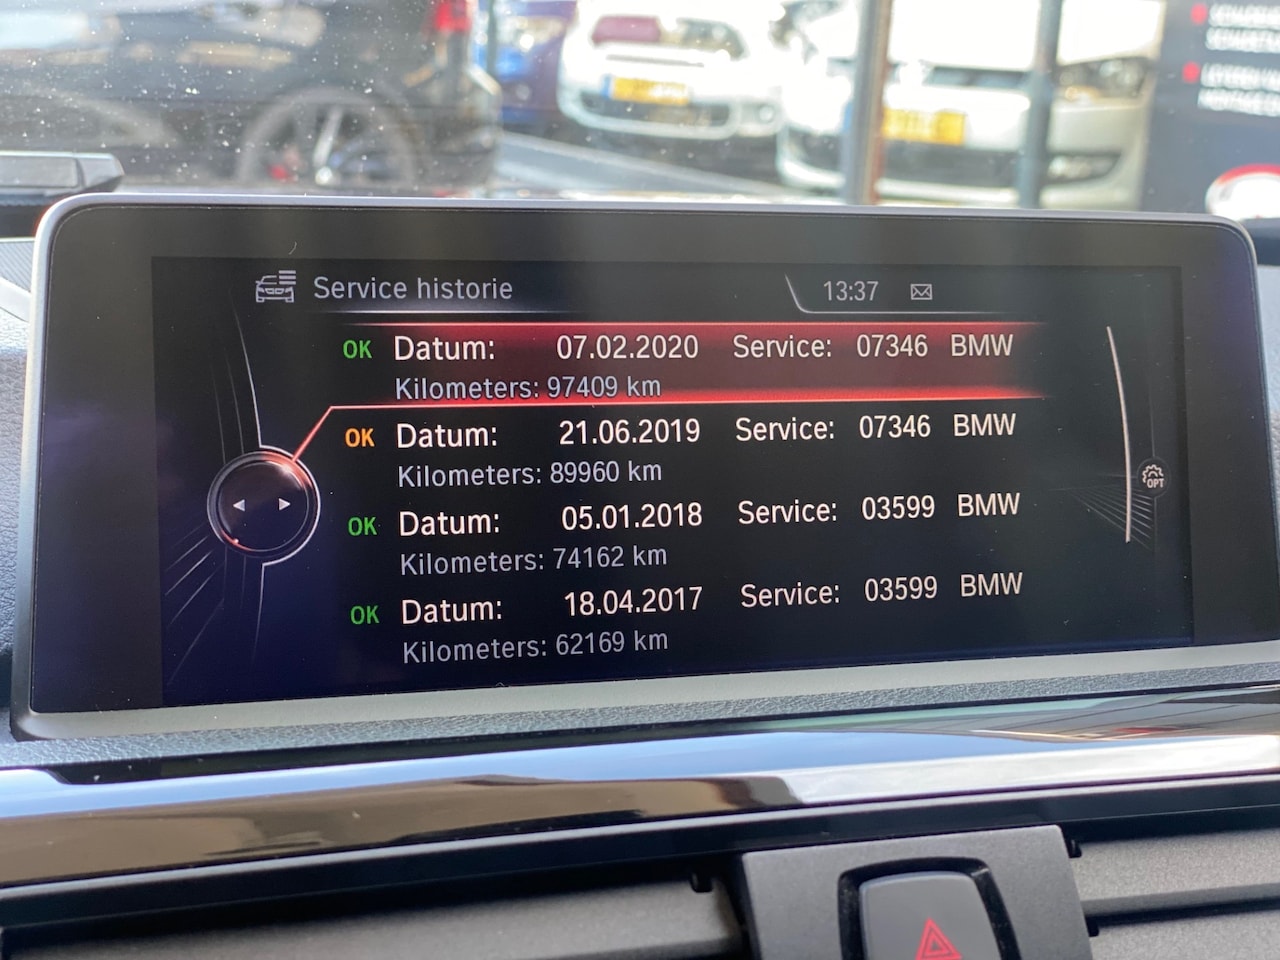 Service historie 13:37
OK Datum: 07.02.2020 Service: 07346 BMW
Kilometers: 97409 km
OK Datum: 21.06.2019 Service: 07346 BMW
Kilometers: 89960 km
OK Datum: 05.01.2018 Service: 03599 BMW
Kilometers: 74162 km
OK Datum: 18.04.2017 Service: 03599 BMW
Kilometers: 62169 km
OPT